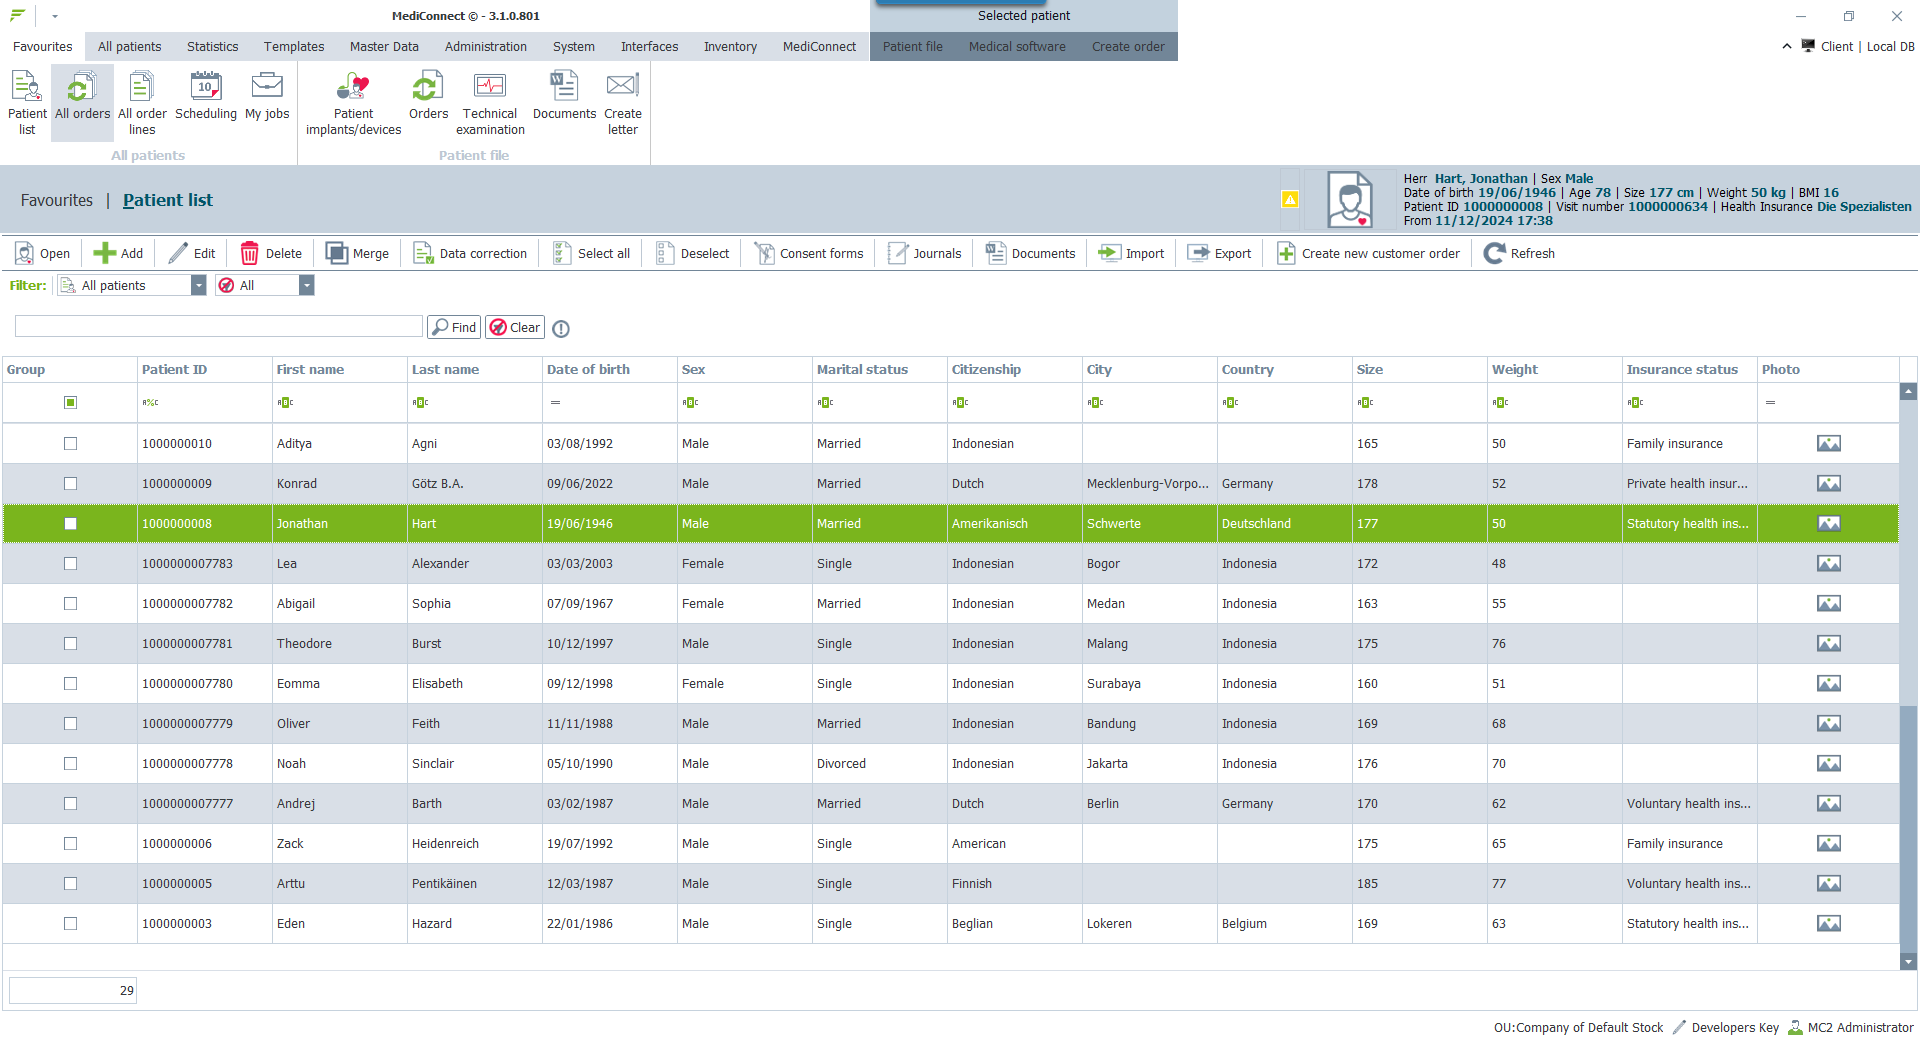 MediConnect © - 3.1.0.801
Selected patient
Favourites All patients Statistics Templates Master Data Administration System Interfaces Inventory MediConnect Patient file Medical software Create order Client | Local DB
Patient list
All orders
All order lines
10
Scheduling
My jobs
Patient implants/devices
Orders
Technical examination
Documents
Create letter
All patients
Patient file
Favourites | Patient list
Herr Hart, Jonathan | Sex Male
Date of birth 19/06/1946 | Age 78 | Size 177 cm | Weight 50 kg | BMI 16
Patient ID 1000000008 | Visit number 1000000634 | Health Insurance Die Spezialisten
From 11/12/2024 17:38
Open Add Edit Delete Merge Data correction Select all Deselect Consent forms Journals Documents Import Export Create new customer order Refresh
Filter: All patients All
Find Clear
Group Patient ID First name Last name Date of birth Sex Marital status Citizenship City Country Size Weight Insurance status Photo
A%C ABC ABC = ABC ABC ABC ABC ABC ABC ABC ABC =
1000000010 Aditya Agni 03/08/1992 Male Married Indonesian 165 50 Family insurance
1000000009 Konrad Götz B.A. 09/06/2022 Male Married Dutch Mecklenburg-Vorpo... Germany 178 52 Private health insur...
1000000008 Jonathan Hart 19/06/1946 Male Married Amerikanisch Schwerte Deutschland 177 50 Statutory health ins...
1000000007783 Lea Alexander 03/03/2003 Female Single Indonesian Bogor Indonesia 172 48
1000000007782 Abigail Sophia 07/09/1967 Female Married Indonesian Medan Indonesia 163 55
1000000007781 Theodore Burst 10/12/1997 Male Single Indonesian Malang Indonesia 175 76
1000000007780 Eomma Elisabeth 09/12/1998 Female Single Indonesian Surabaya Indonesia 160 51
1000000007779 Oliver Feith 11/11/1988 Male Married Indonesian Bandung Indonesia 169 68
1000000007778 Noah Sinclair 05/10/1990 Male Divorced Indonesian Jakarta Indonesia 176 70
1000000007777 Andrej Barth 03/02/1987 Male Married Dutch Berlin Germany 170 62 Voluntary health ins...
1000000006 Zack Heidenreich 19/07/1992 Male Single American 175 65 Family insurance
1000000005 Arttu Pentikäinen 12/03/1987 Male Single Finnish 185 77 Voluntary health ins...
1000000003 Eden Hazard 22/01/1986 Male Single Beglian Lokeren Belgium 169 63 Statutory health ins...
29
OU:Company of Default Stock Developers Key MC2 Administrator